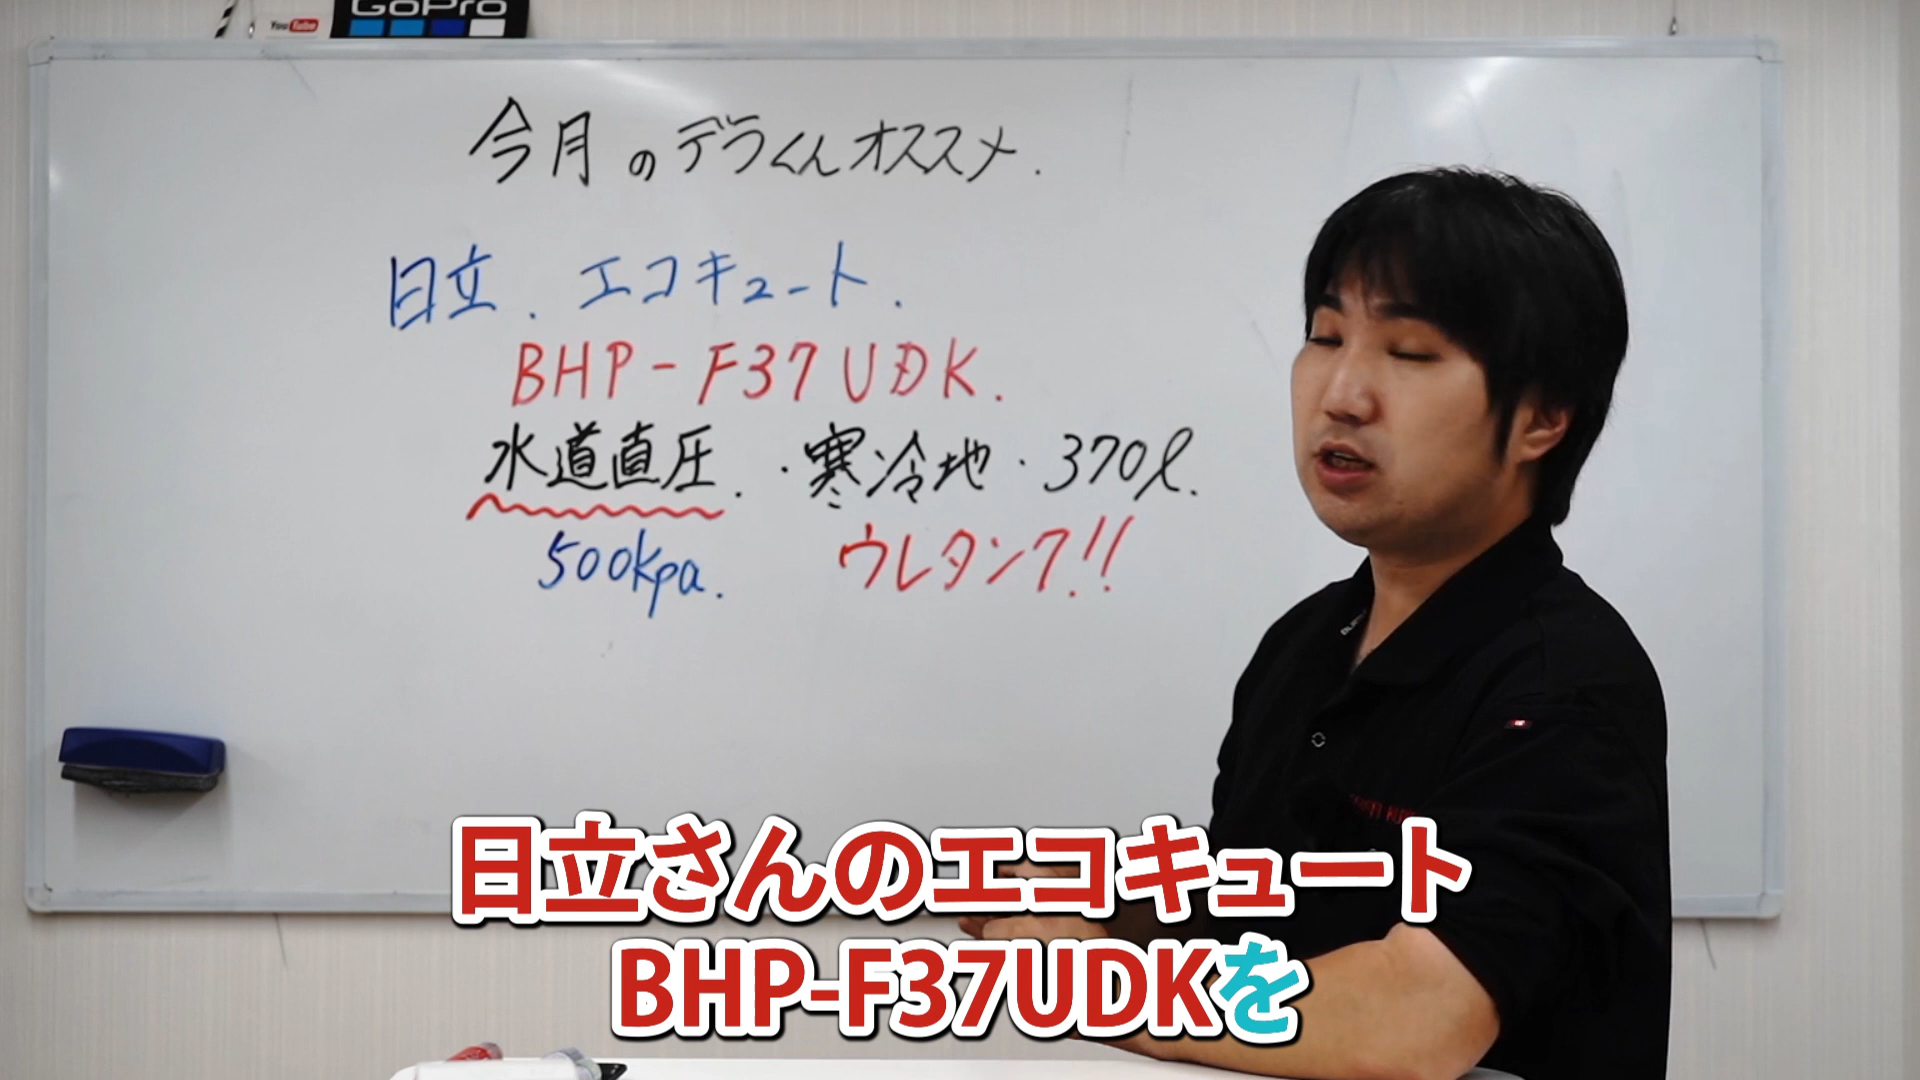 GoPro
YouTube
今月のデラくんオススメ.
日立.エコキュート.
BHP-F37UDK.
水道直圧.・寒冷地・370ℓ.
500kpa.
ウレタンク!!
日立さんのエコキュート
BHP-F37UDKを